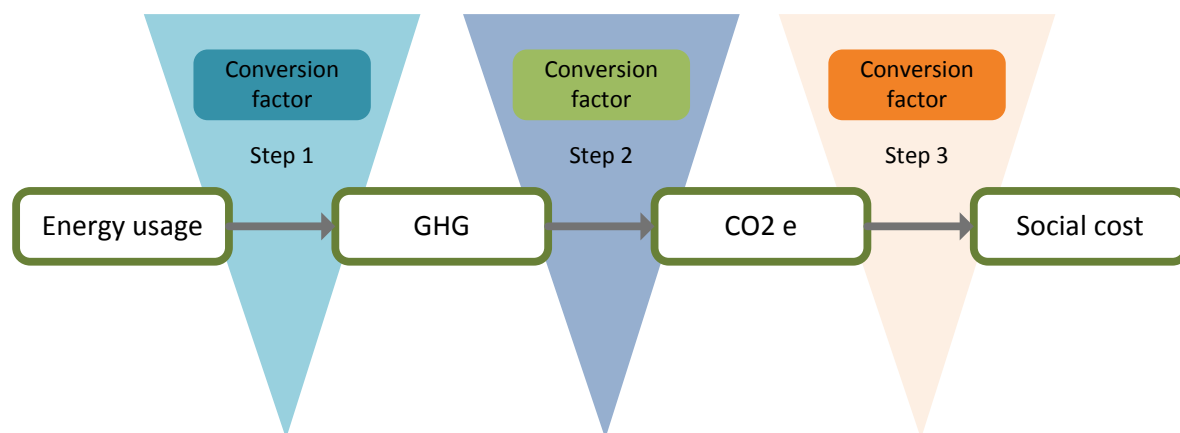 Conversion
factor
Conversion
factor
Conversion
factor
Step 1
Step 2
Step 3
Energy usage
GHG
CO2 e
Social cost